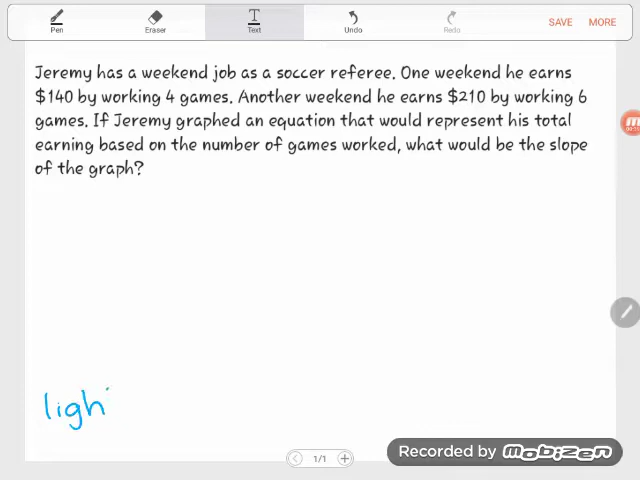 Pen
Eraser
Text
Undo
Redo
SAVE
MORE
Jeremy has a weekend job as a soccer referee. One weekend he earns
$140 by working 4 games. Another weekend he earns $210 by working 6
games. If Jeremy graphed an equation that would represent his total
earning based on the number of games worked, what would be the slope
of the graph?
ligh
1/1
Recorded by Mobizen